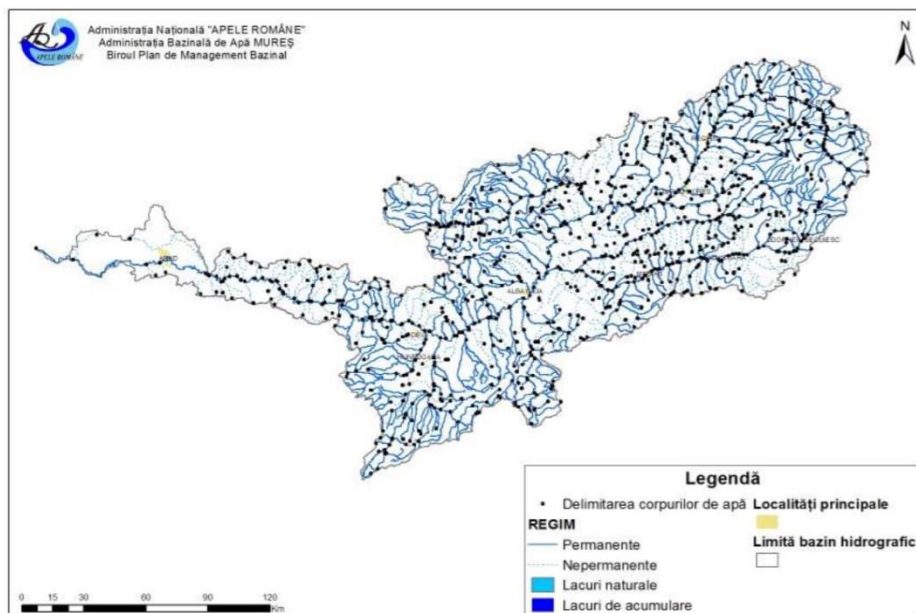 Administrația Națională "APELE ROMÂNE"
Administrația Bazinală de Apă MUREȘ
Biroul Plan de Management Bazinal
APELE ROMÂNE
N
Legendă
Delimitarea corpurilor de apă
Localități principale
REGIM
Permanente
Limită bazin hidrografic
Nepermanente
Lacuri naturale
Lacuri de acumulare
0 15 30 60 90 120
Km